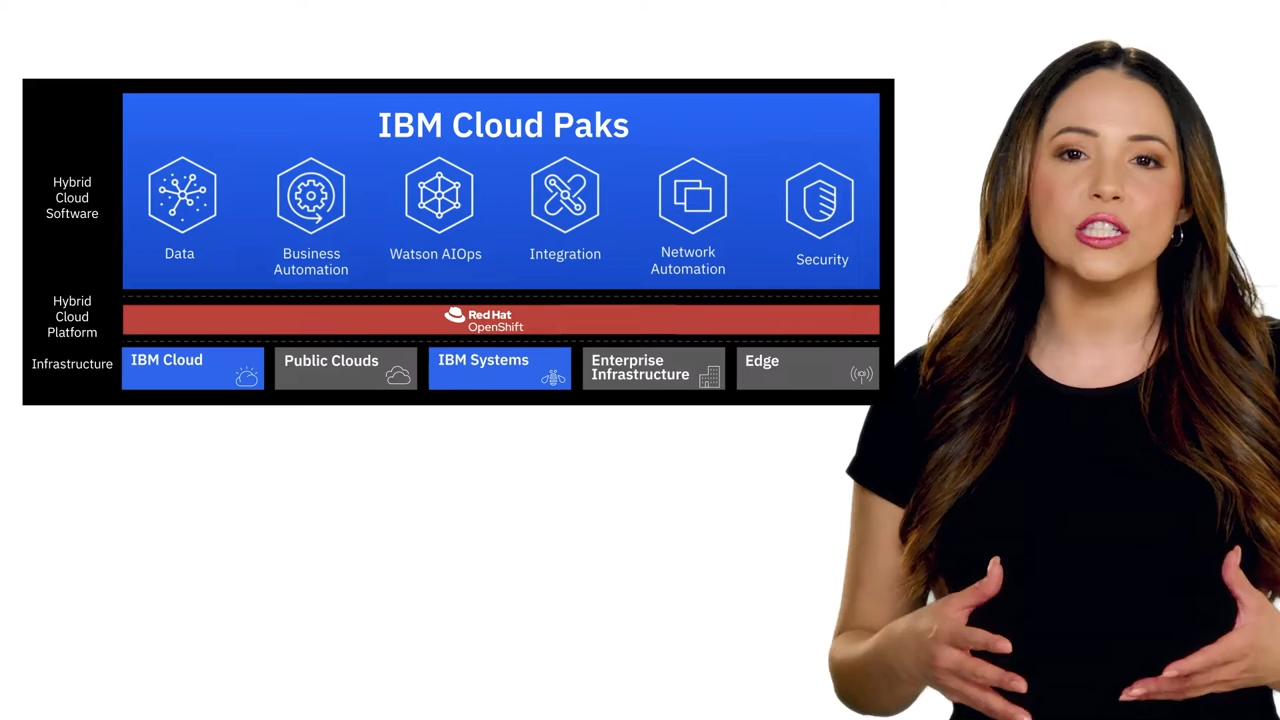 IBM Cloud Paks
Hybrid
Cloud
Software
Data
Business
Automation
Watson AIOps
Integration
Network
Automation
Security
Hybrid
Cloud
Platform
Red Hat
OpenShift
Infrastructure
IBM Cloud
Public Clouds
IBM Systems
Enterprise
Infrastructure
Edge